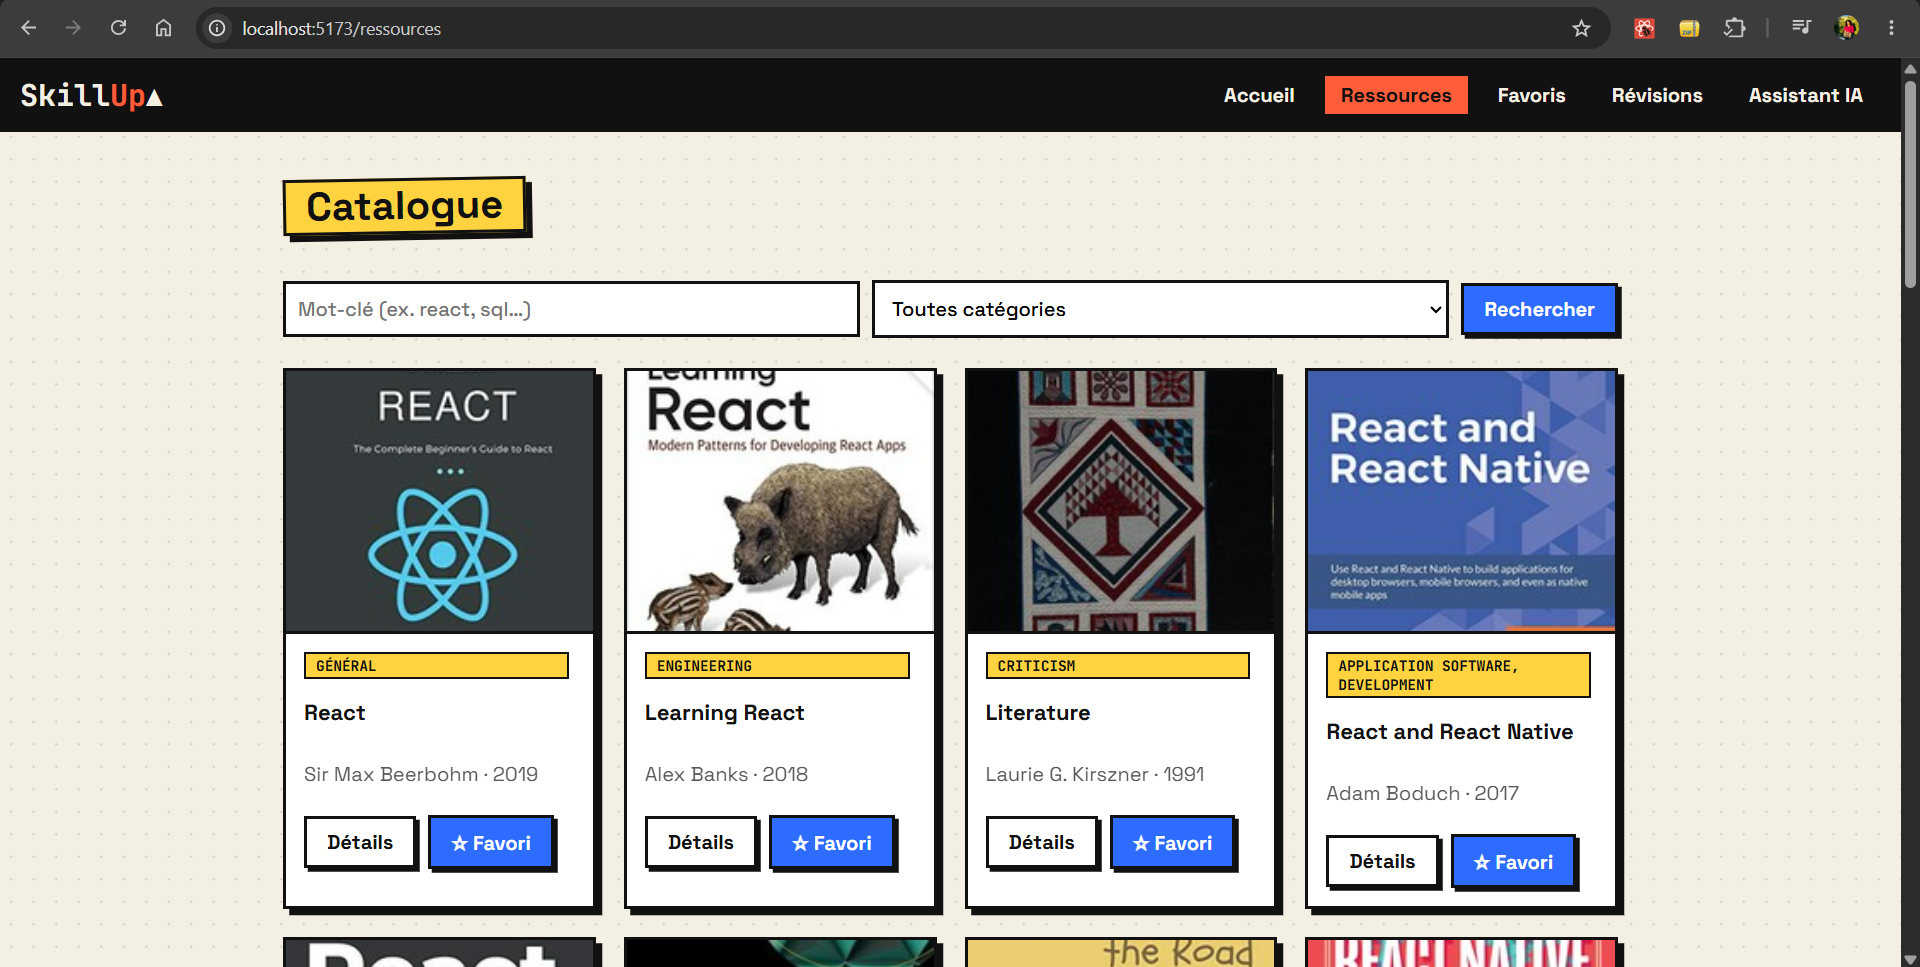 localhost:5173/ressources
SkillUp▲
Accueil
Ressources
Favoris
Révisions
Assistant IA
Catalogue
Mot-clé (ex. react, sql…)
Toutes catégories
Rechercher
REACT
The Complete Beginner's Guide to React
Learning
React
Modern Patterns for Developing React Apps
React and
React Native
Use React and React Native to build applications for
desktop browsers, mobile browsers, and even as native
mobile apps
GÉNÉRAL
React
Sir Max Beerbohm · 2019
Détails
☆ Favori
ENGINEERING
Learning React
Alex Banks · 2018
Détails
☆ Favori
CRITICISM
Literature
Laurie G. Kirszner · 1991
Détails
☆ Favori
APPLICATION SOFTWARE,
DEVELOPMENT
React and React Native
Adam Boduch · 2017
Détails
☆ Favori
React
the Road
REACT NATIVE